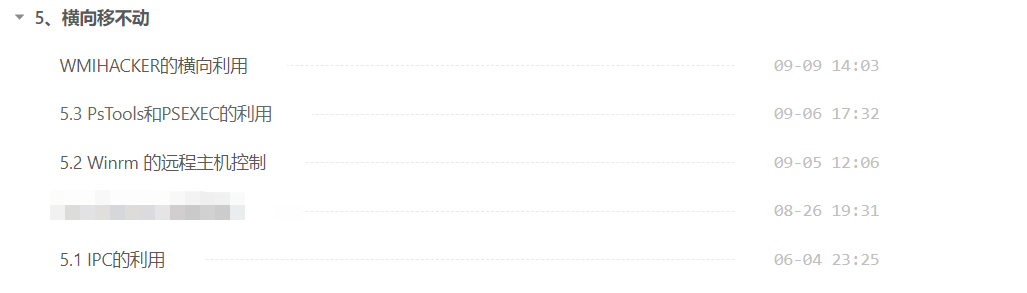 5、横向移不动
WMIHACKER的横向利用 09-09 14:03
5.3 PsTools和PSEXEC的利用 09-06 17:32
5.2 Winrm 的远程主机控制 09-05 12:06
08-26 19:31
5.1 IPC的利用 06-04 23:25